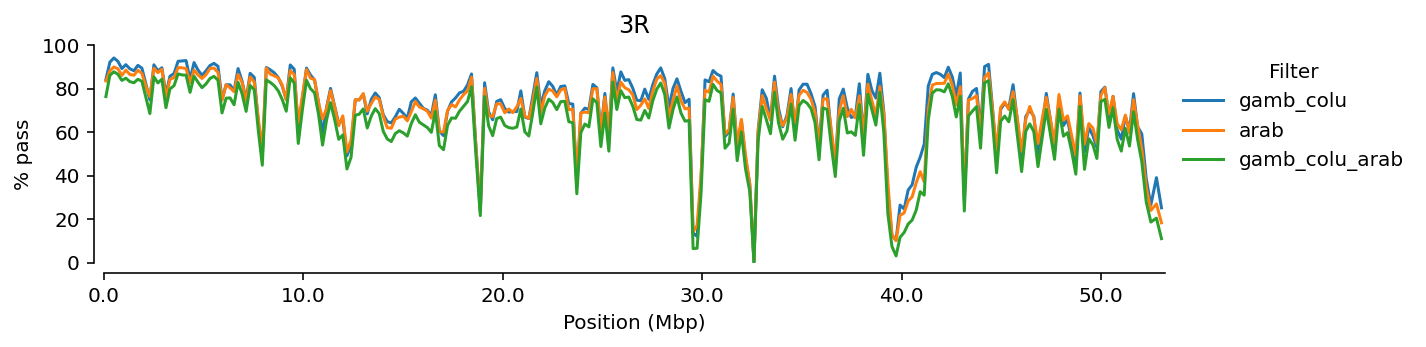 3R
% pass
100
80
60
40
20
0
0.0 10.0 20.0 30.0 40.0 50.0
Position (Mbp)
Filter
gamb_colu
arab
gamb_colu_arab